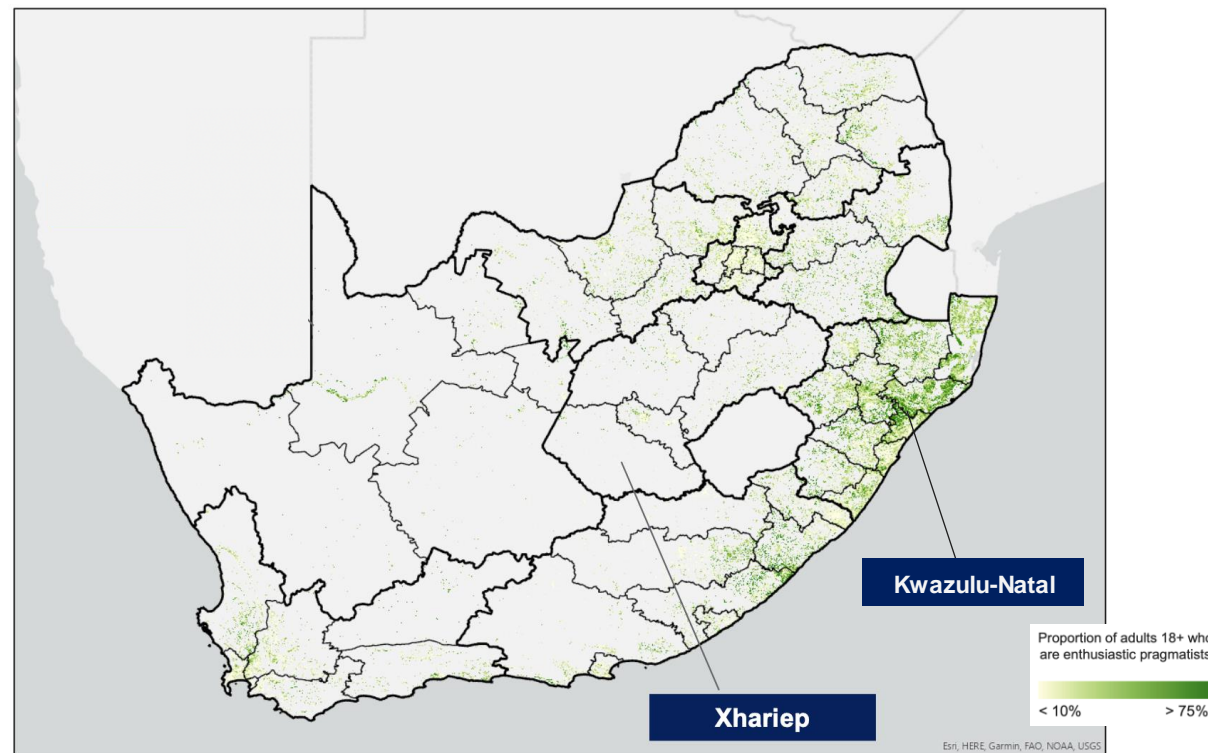 Kwazulu-Natal
Proportion of adults 18+ who
are enthusiastic pragmatists
< 10% > 75%
Xhariep
Esri, HERE, Garmin, FAO, NOAA, USGS